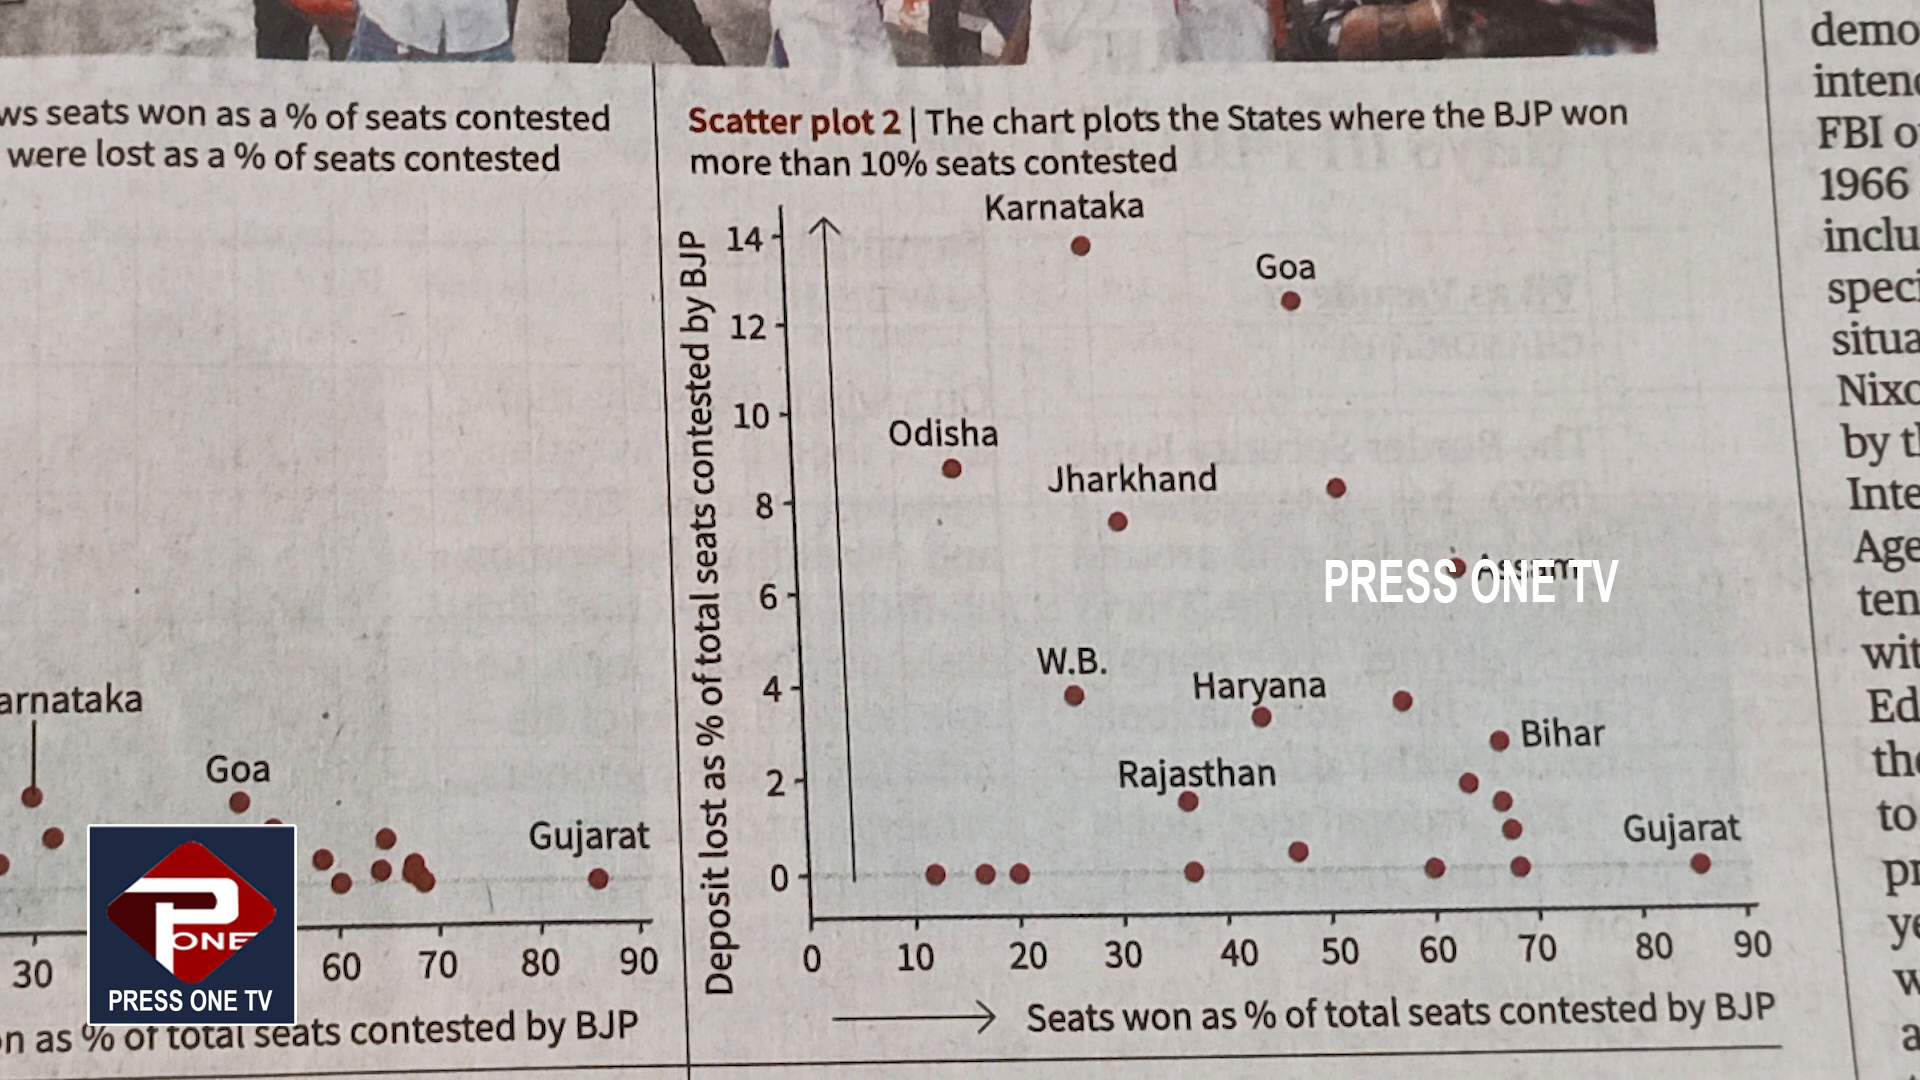 ws seats won as a % of seats contested
were lost as a % of seats contested
arnataka
Goa
Gujarat
30
60
70
80
90
n as % of total seats contested by BJP
Scatter plot 2 | The chart plots the States where the BJP won
more than 10% seats contested
Deposit lost as % of total seats contested by BJP
14
12
10
8
6
4
2
0
Karnataka
Goa
Odisha
Jharkhand
Assam
W.B.
Haryana
Bihar
Rajasthan
Gujarat
0
10
20
30
40
50
60
70
80
90
Seats won as % of total seats contested by BJP
PRESS ONE TV
P
ONE
PRESS ONE TV
demo
intend
FBI o
1966
inclu
speci
situa
Nixo
by th
Inte
Age
ten
wit
Ed
the
to
pr
ye
w
a